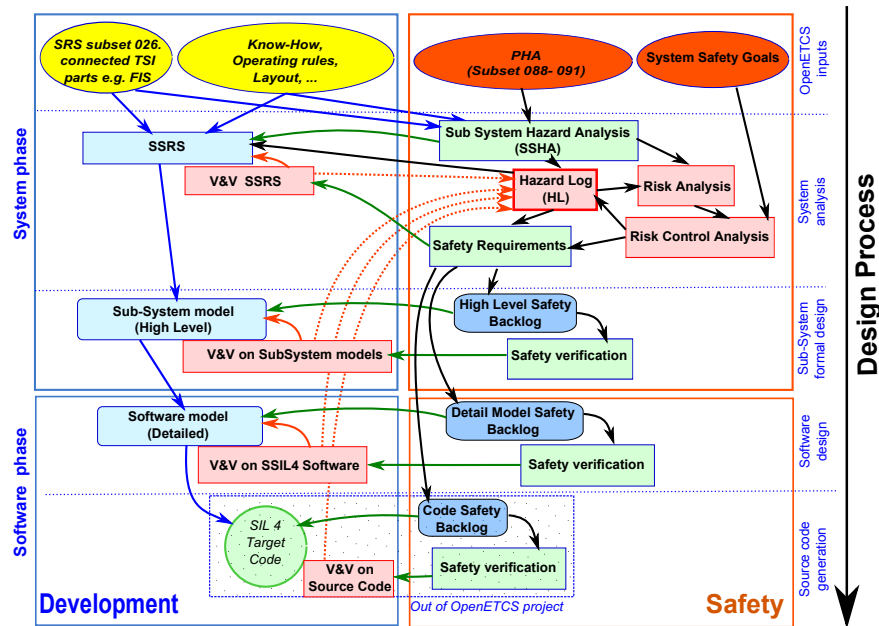 SRS subset 026.
connected TSI
parts e.g. FIS
Know-How,
Operating rules,
Layout, ...
PHA
(Subset 088- 091)
System Safety Goals
OpenETCS
inputs
System phase
SSRS
V&V SSRS
Sub System Hazard Analysis
(SSHA)
Hazard Log
(HL)
Risk Analysis
Risk Control Analysis
Safety Requirements
System
analysis
Design Process
Sub-System model
(High Level)
V&V on SubSystem models
High Level Safety
Backlog
Safety verification
Sub-System
formal design
Software phase
Software model
(Detailed)
V&V on SSIL4 Software
Detail Model Safety
Backlog
Safety verification
Software
design
SIL 4
Target
Code
V&V on
Source Code
Code Safety
Backlog
Safety verification
Source code
generation
Development
Out of OpenETCS project
Safety